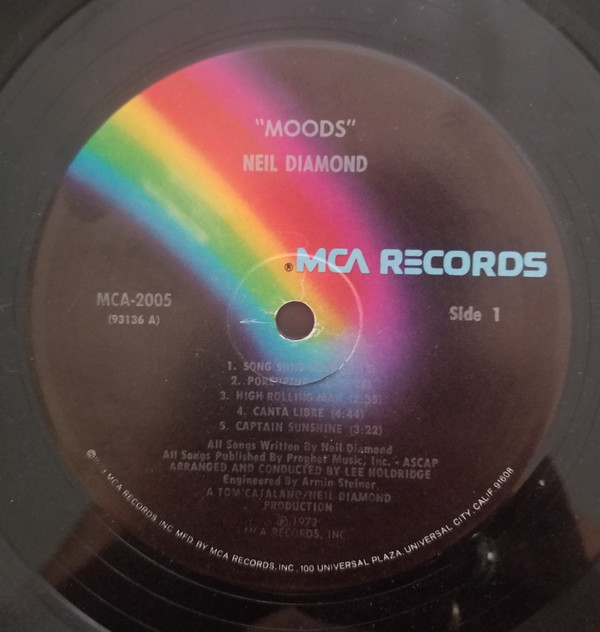 "MOODS"
NEIL DIAMOND
® MCA RECORDS
MCA-2005
(93136 A)
Side 1
1. SONG SUNG
2. PORCUPINE
3. HIGH ROLLING MAN (2:35)
4. CANTA LIBRE (4:44)
5. CAPTAIN SUNSHINE (3:22)
All Songs Written By Neil Diamond
All Songs Published By Prophet Music, Inc. - ASCAP
ARRANGED AND CONDUCTED BY LEE HOLDRIDGE
Engineered By Armin Steiner
A TOM CATALANO/NEIL DIAMOND
PRODUCTION
℗ 1972
MCA RECORDS, INC.
© MCA RECORDS, INC. MFD BY MCA RECORDS, INC., 100 UNIVERSAL PLAZA, UNIVERSAL CITY, CALIF. 91608